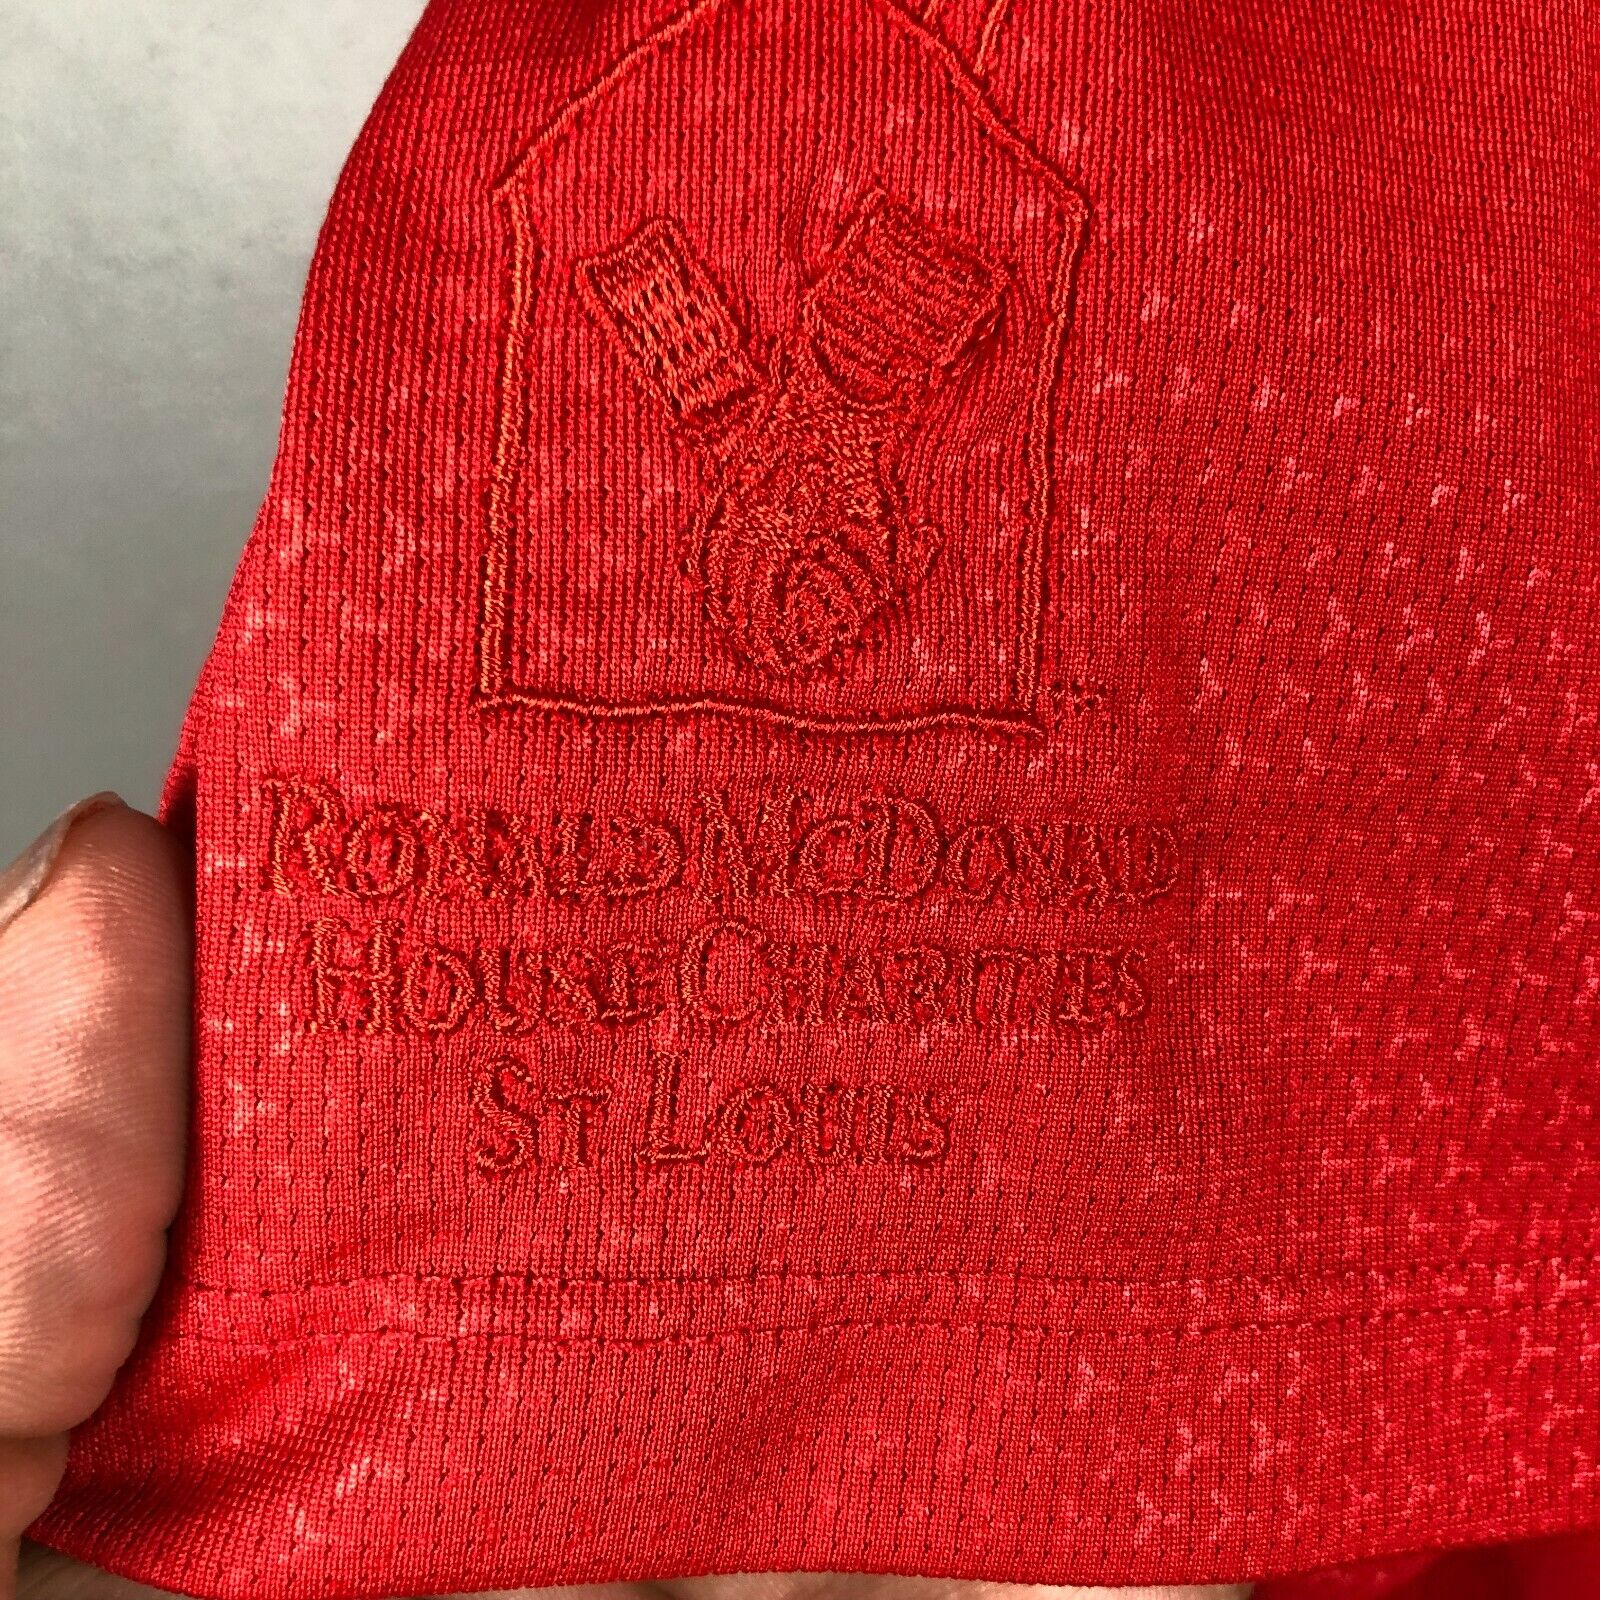 Ronald McDonald
House Charities
St Louis